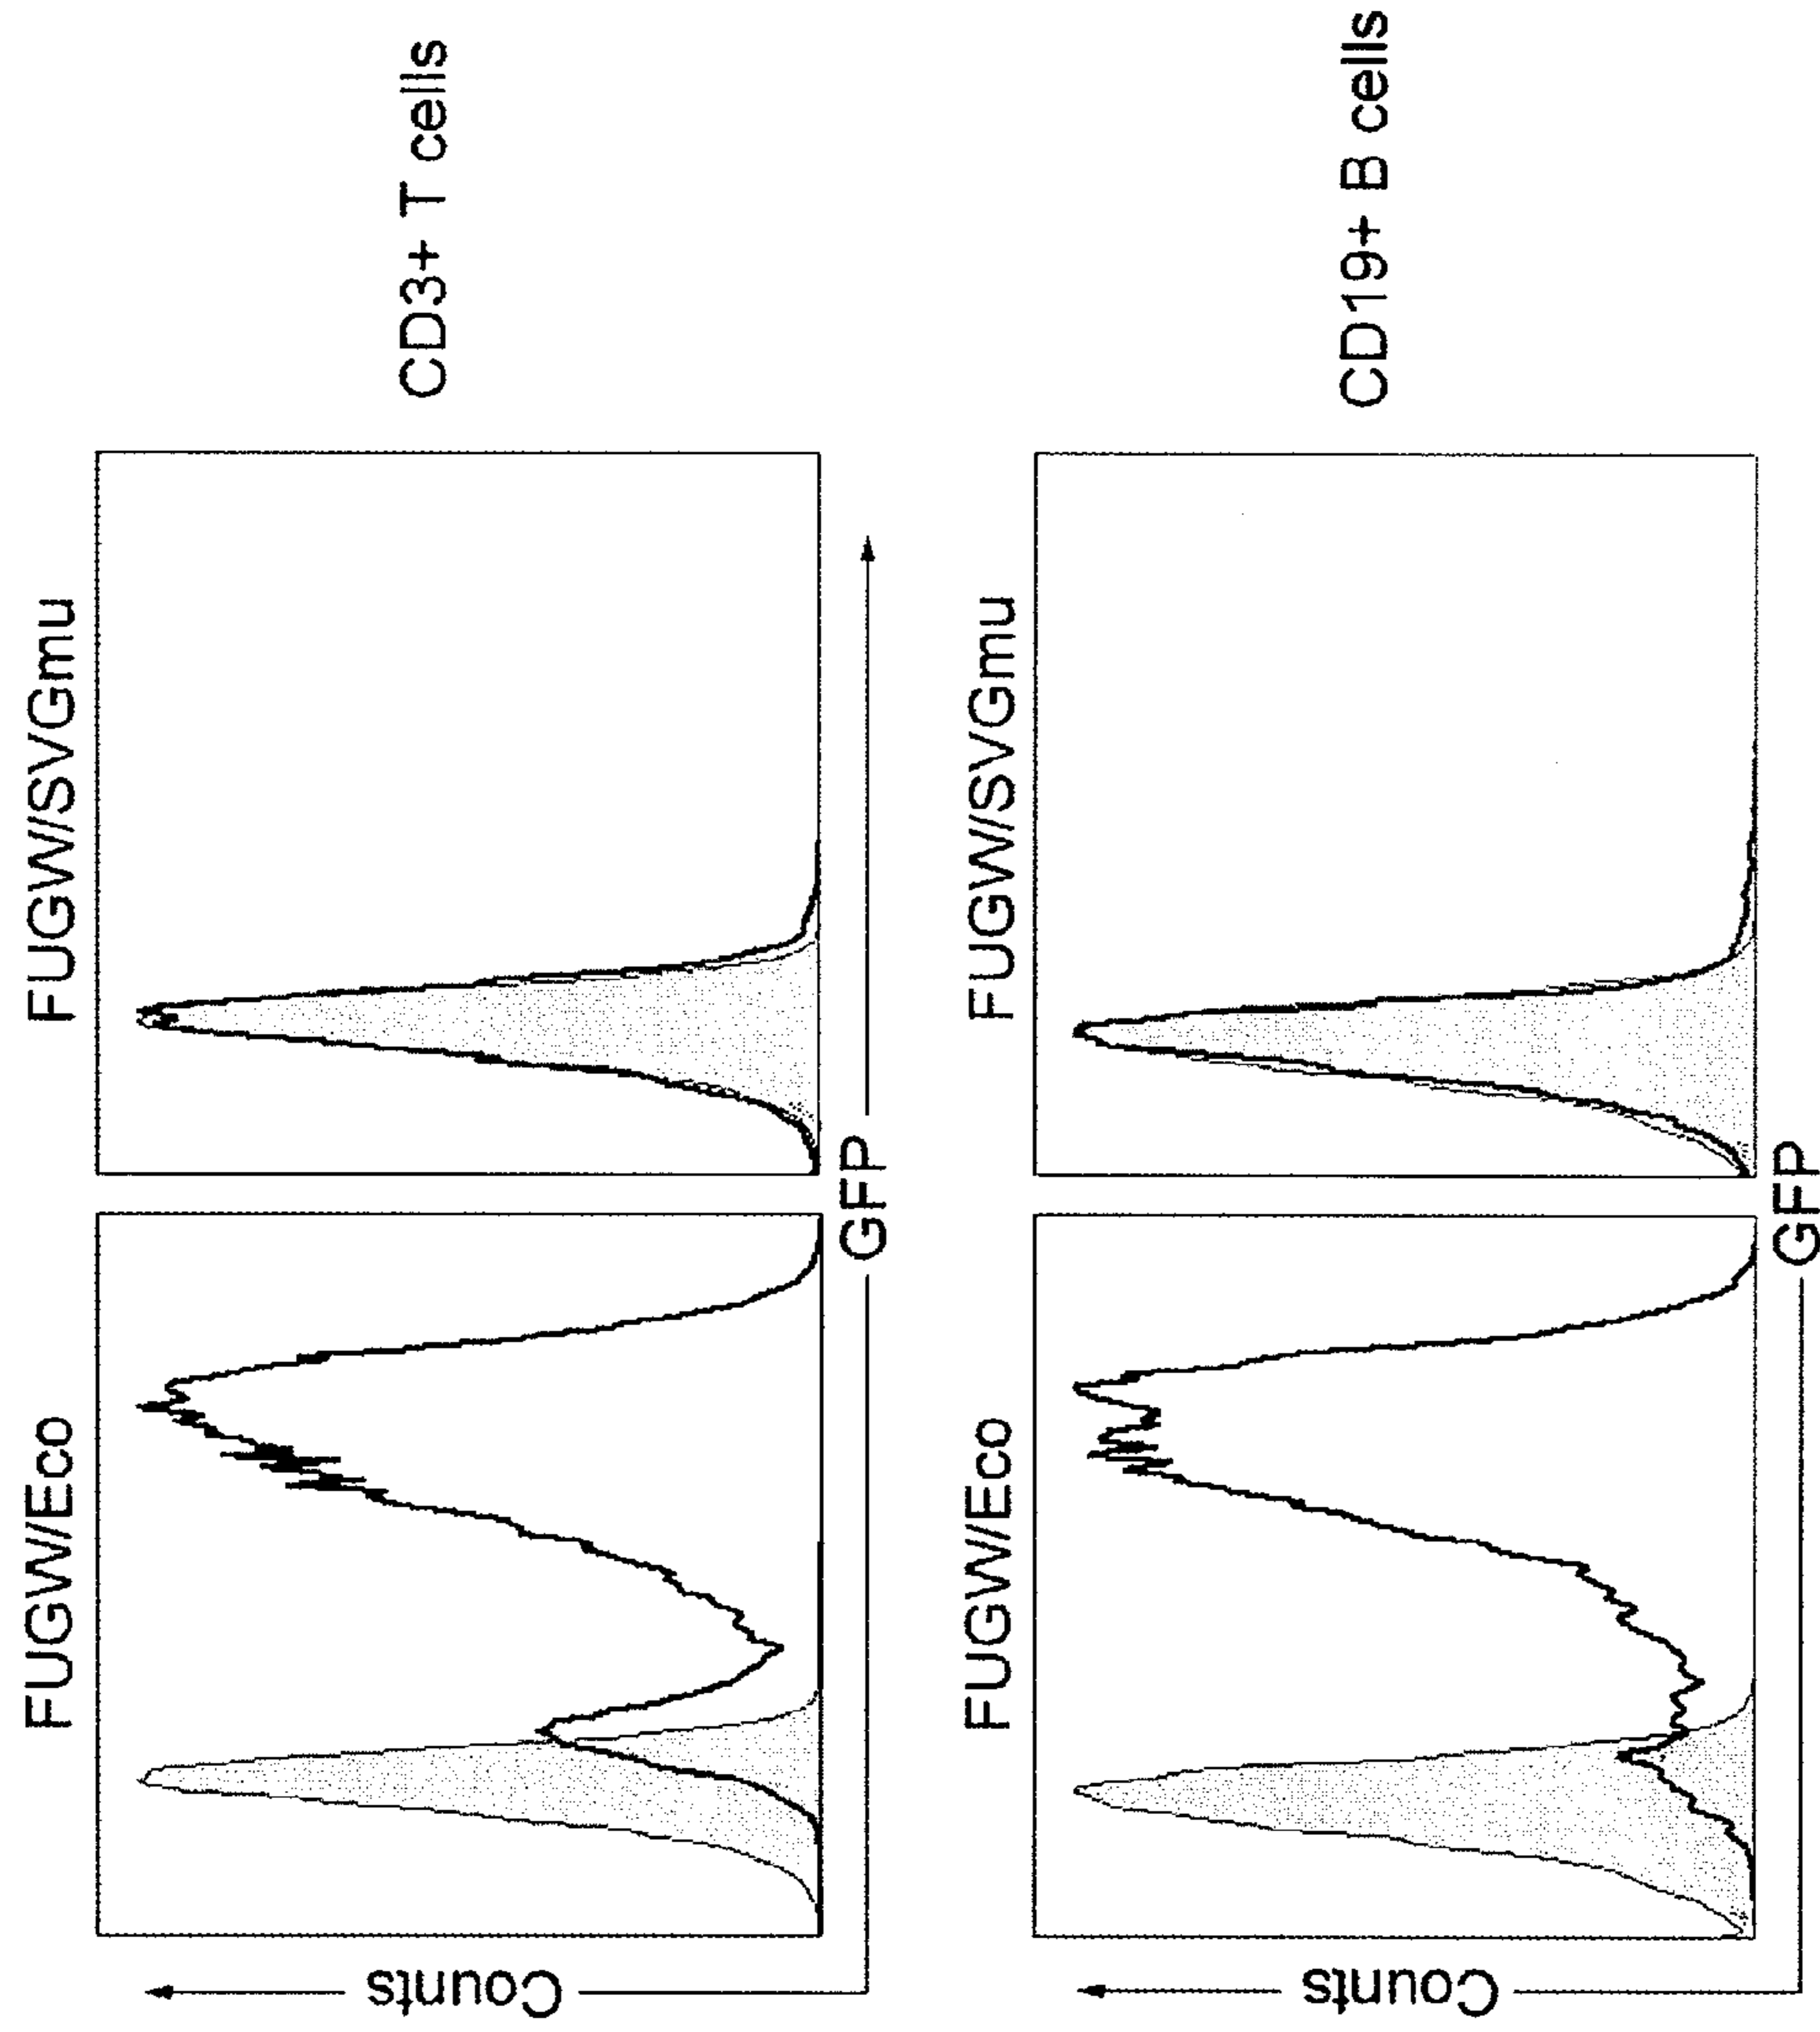 FUGW/Eco
FUGW/SVGmu
Counts
CD3+ T cells
GFP
FUGW/Eco
FUGW/SVGmu
Counts
CD19+ B cells
GFP